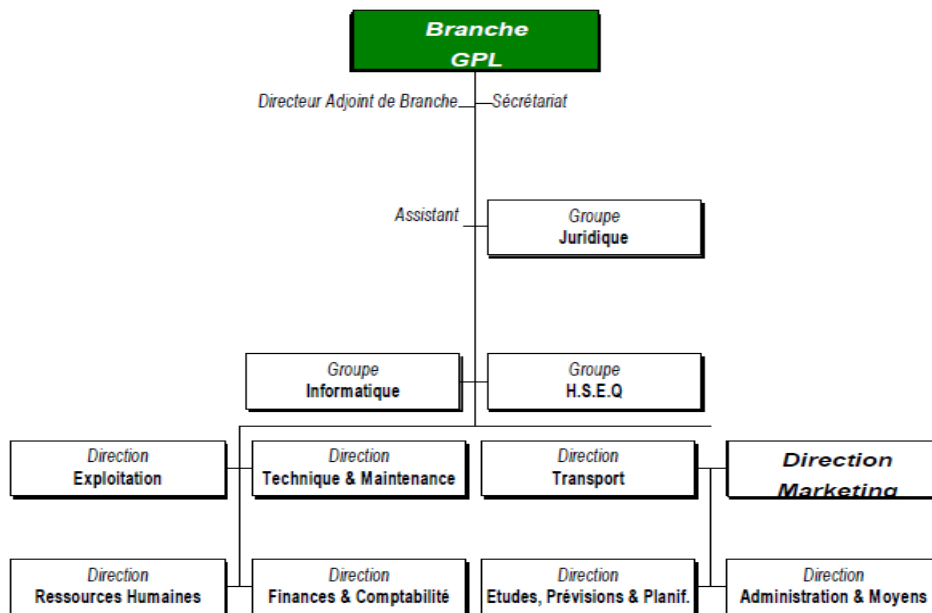 Branche
GPL
Directeur Adjoint de Branche
Sécrétariat
Assistant
Groupe
Juridique
Groupe
Informatique
Groupe
H.S.E.Q
Direction
Exploitation
Direction
Technique & Maintenance
Direction
Transport
Direction
Marketing
Direction
Ressources Humaines
Direction
Finances & Comptabilité
Direction
Etudes, Prévisions & Planif.
Direction
Administration & Moyens